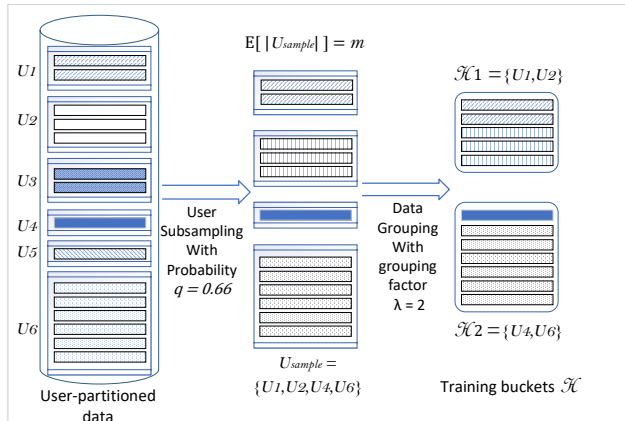 U1
U2
U3
U4
U5
U6
User-partitioned
data
User
Subsampling
With
Probability
q = 0.66
E[ |Usample| ] = m
Usample =
{U1,U2,U4,U6}
Data
Grouping
With
grouping
factor
λ = 2
ℋ1 = {U1,U2}
ℋ2 = {U4,U6}
Training buckets ℋ